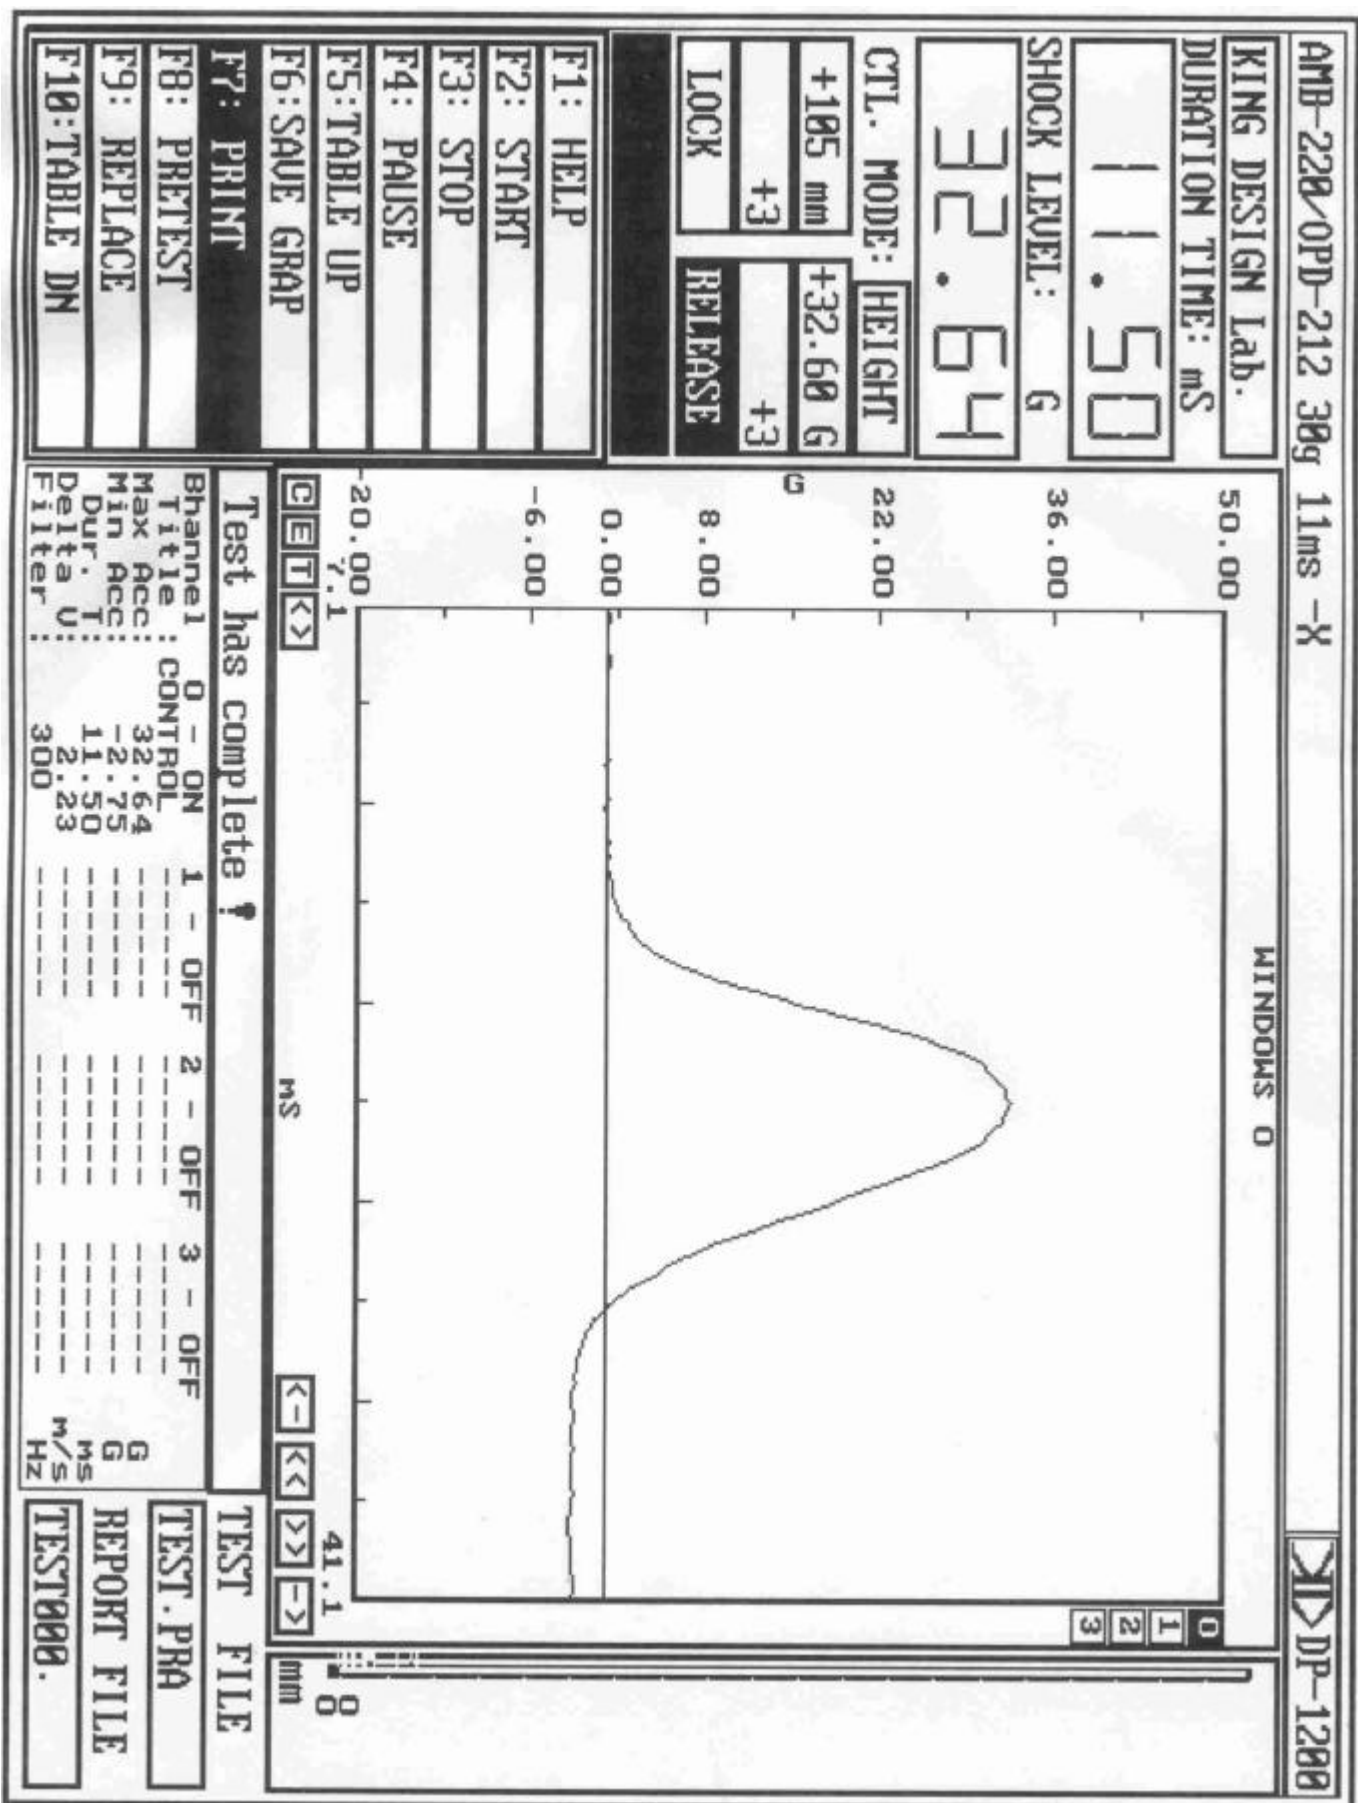 AMB-220/OPD-212 30g 11ms -X
DP-1200
KING DESIGN Lab.
DURATION TIME: mS
11.50
SHOCK LEVEL: G
32.64
CTL. MODE: HEIGHT
+105 mm +32.60 G
+3 +3
LOCK RELEASE
F1: HELP
F2: START
F3: STOP
F4: PAUSE
F5:TABLE UP
F6:SAVE GRAP
F7: PRINT
F8: PRETEST
F9: REPLACE
F10:TABLE DN
WINDOWS 0
50.00
36.00
22.00
G
8.00
0.00
-6.00
-20.00
7.1
41.1
mS
C E T < >
<- << >> ->
0
1
2
3
00
00
mm
Test has complete !
Bhannel 0 - ON 1 - OFF 2 - OFF 3 - OFF
Title : CONTROL ------- ------- -------
Max Acc: 32.64 ------- ------- ------- G
Min Acc: -2.75 ------- ------- ------- G
Dur. T: 11.50 ------- ------- ------- ms
Delta V: 2.23 ------- ------- ------- m/s
Filter : 300 ------- ------- ------- Hz
TEST FILE
TEST.PRA
REPORT FILE
TEST000.